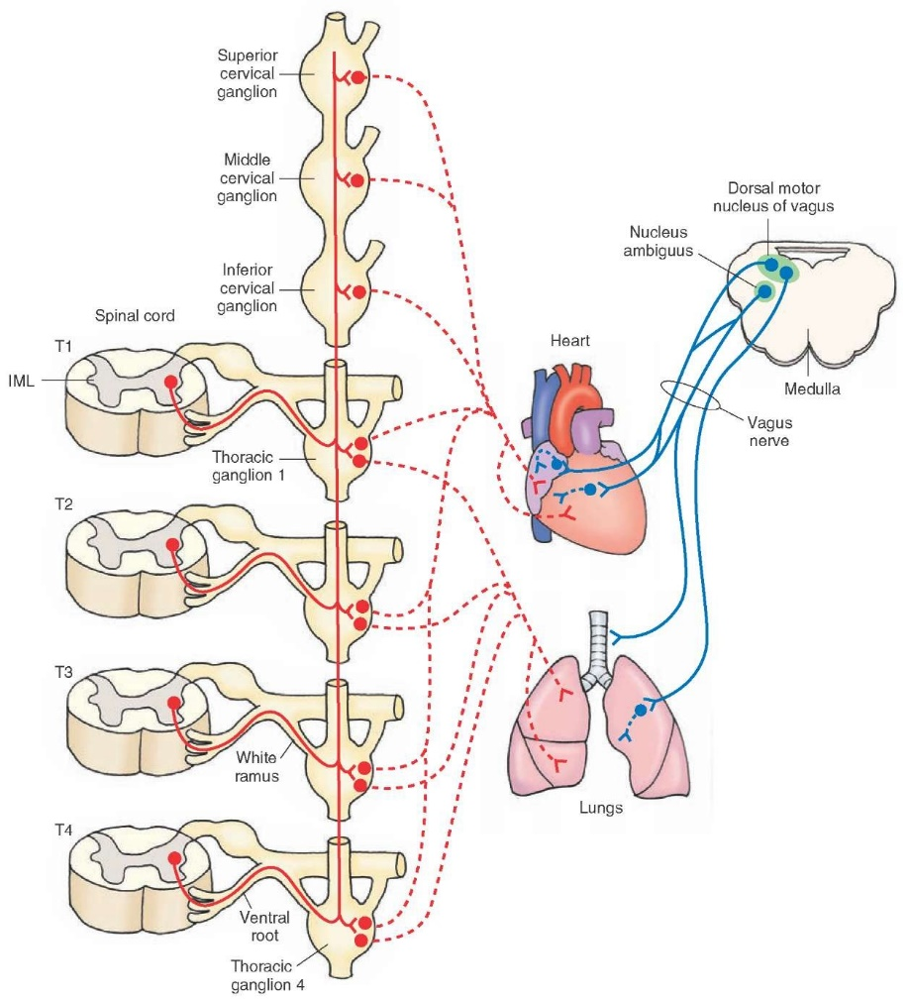 Superior
cervical
ganglion
Middle
cervical
ganglion
Inferior
cervical
ganglion
Spinal cord
T1
IML
Thoracic
ganglion 1
T2
T3
White
ramus
T4
Ventral
root
Thoracic
ganglion 4
Dorsal motor
nucleus of vagus
Nucleus
ambiguus
Heart
Medulla
Vagus
nerve
Lungs